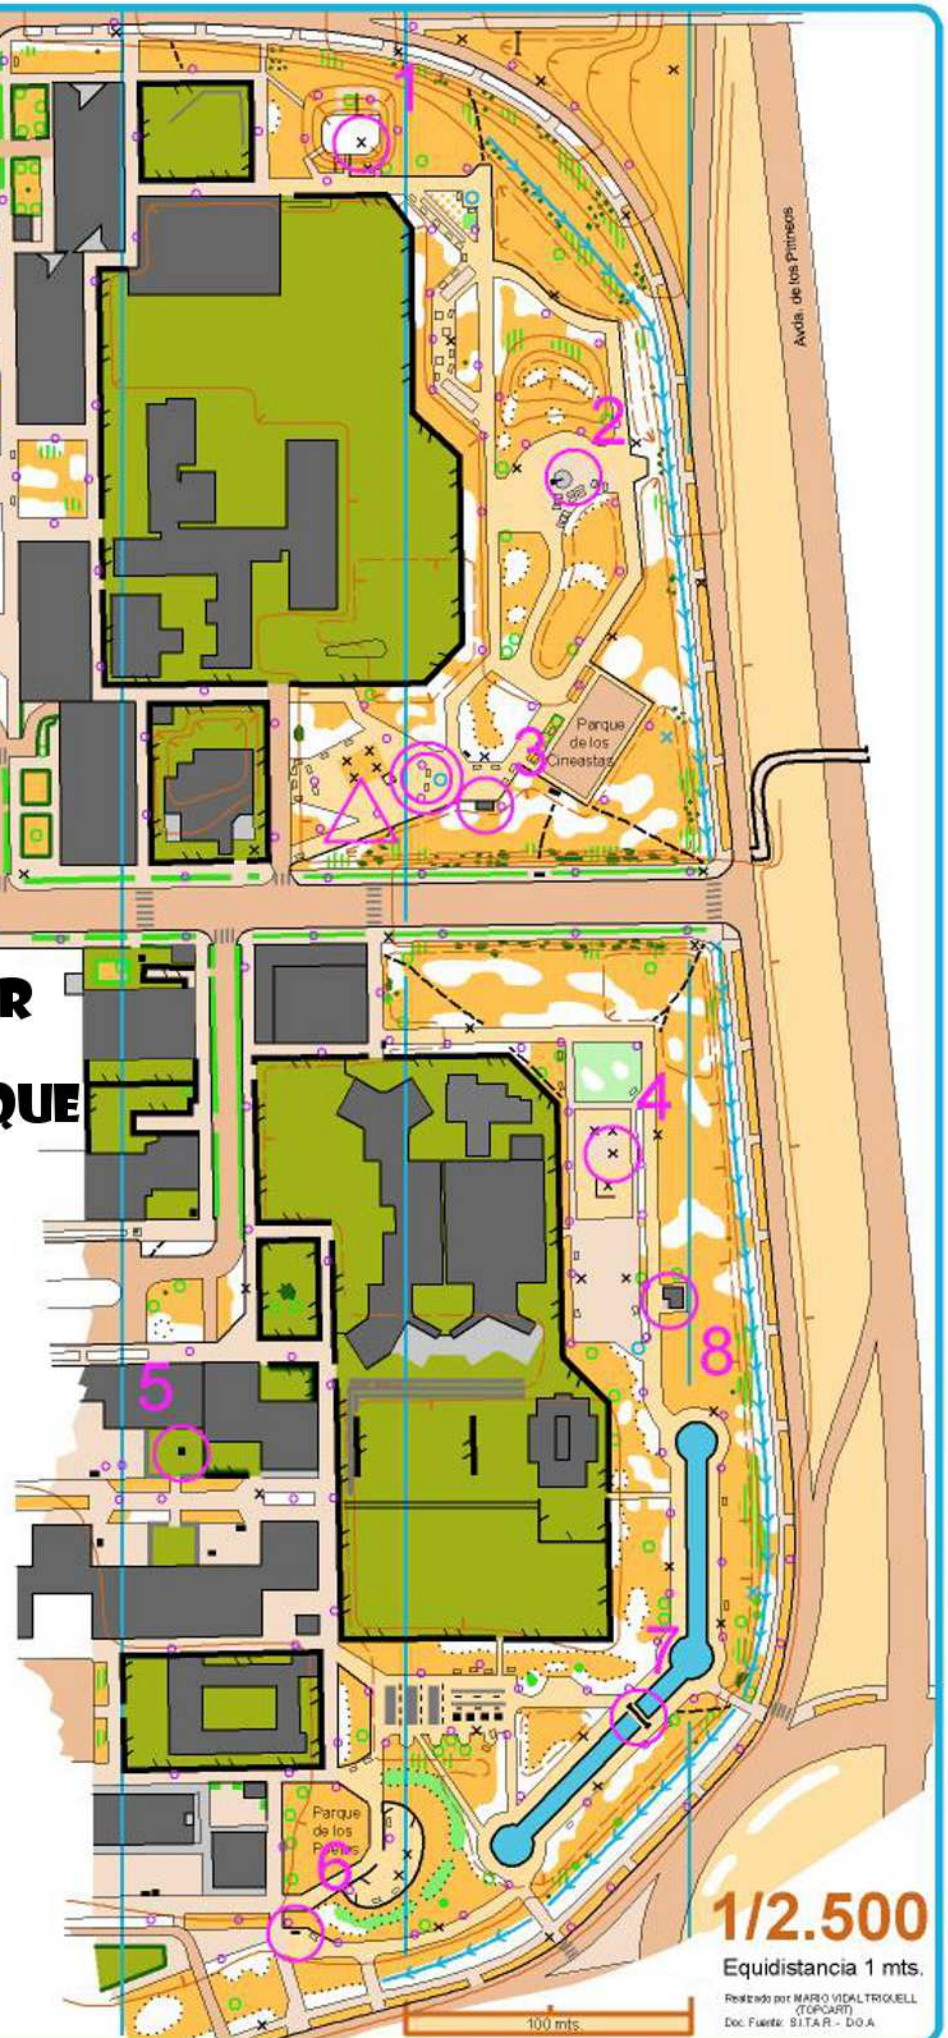 1
Avda. de los Pirineos
2
Parque
de los
Cineastas
3
R
QUE
4
8
5
7
Parque
de los
6
1/2.500
Equidistancia 1 mts.
Realizado por: MARIO VIDAL TRIQUELL
(TOPCART)
Doc. Fuente: S.I.T.A.R. - D.G.A.
100 mts.